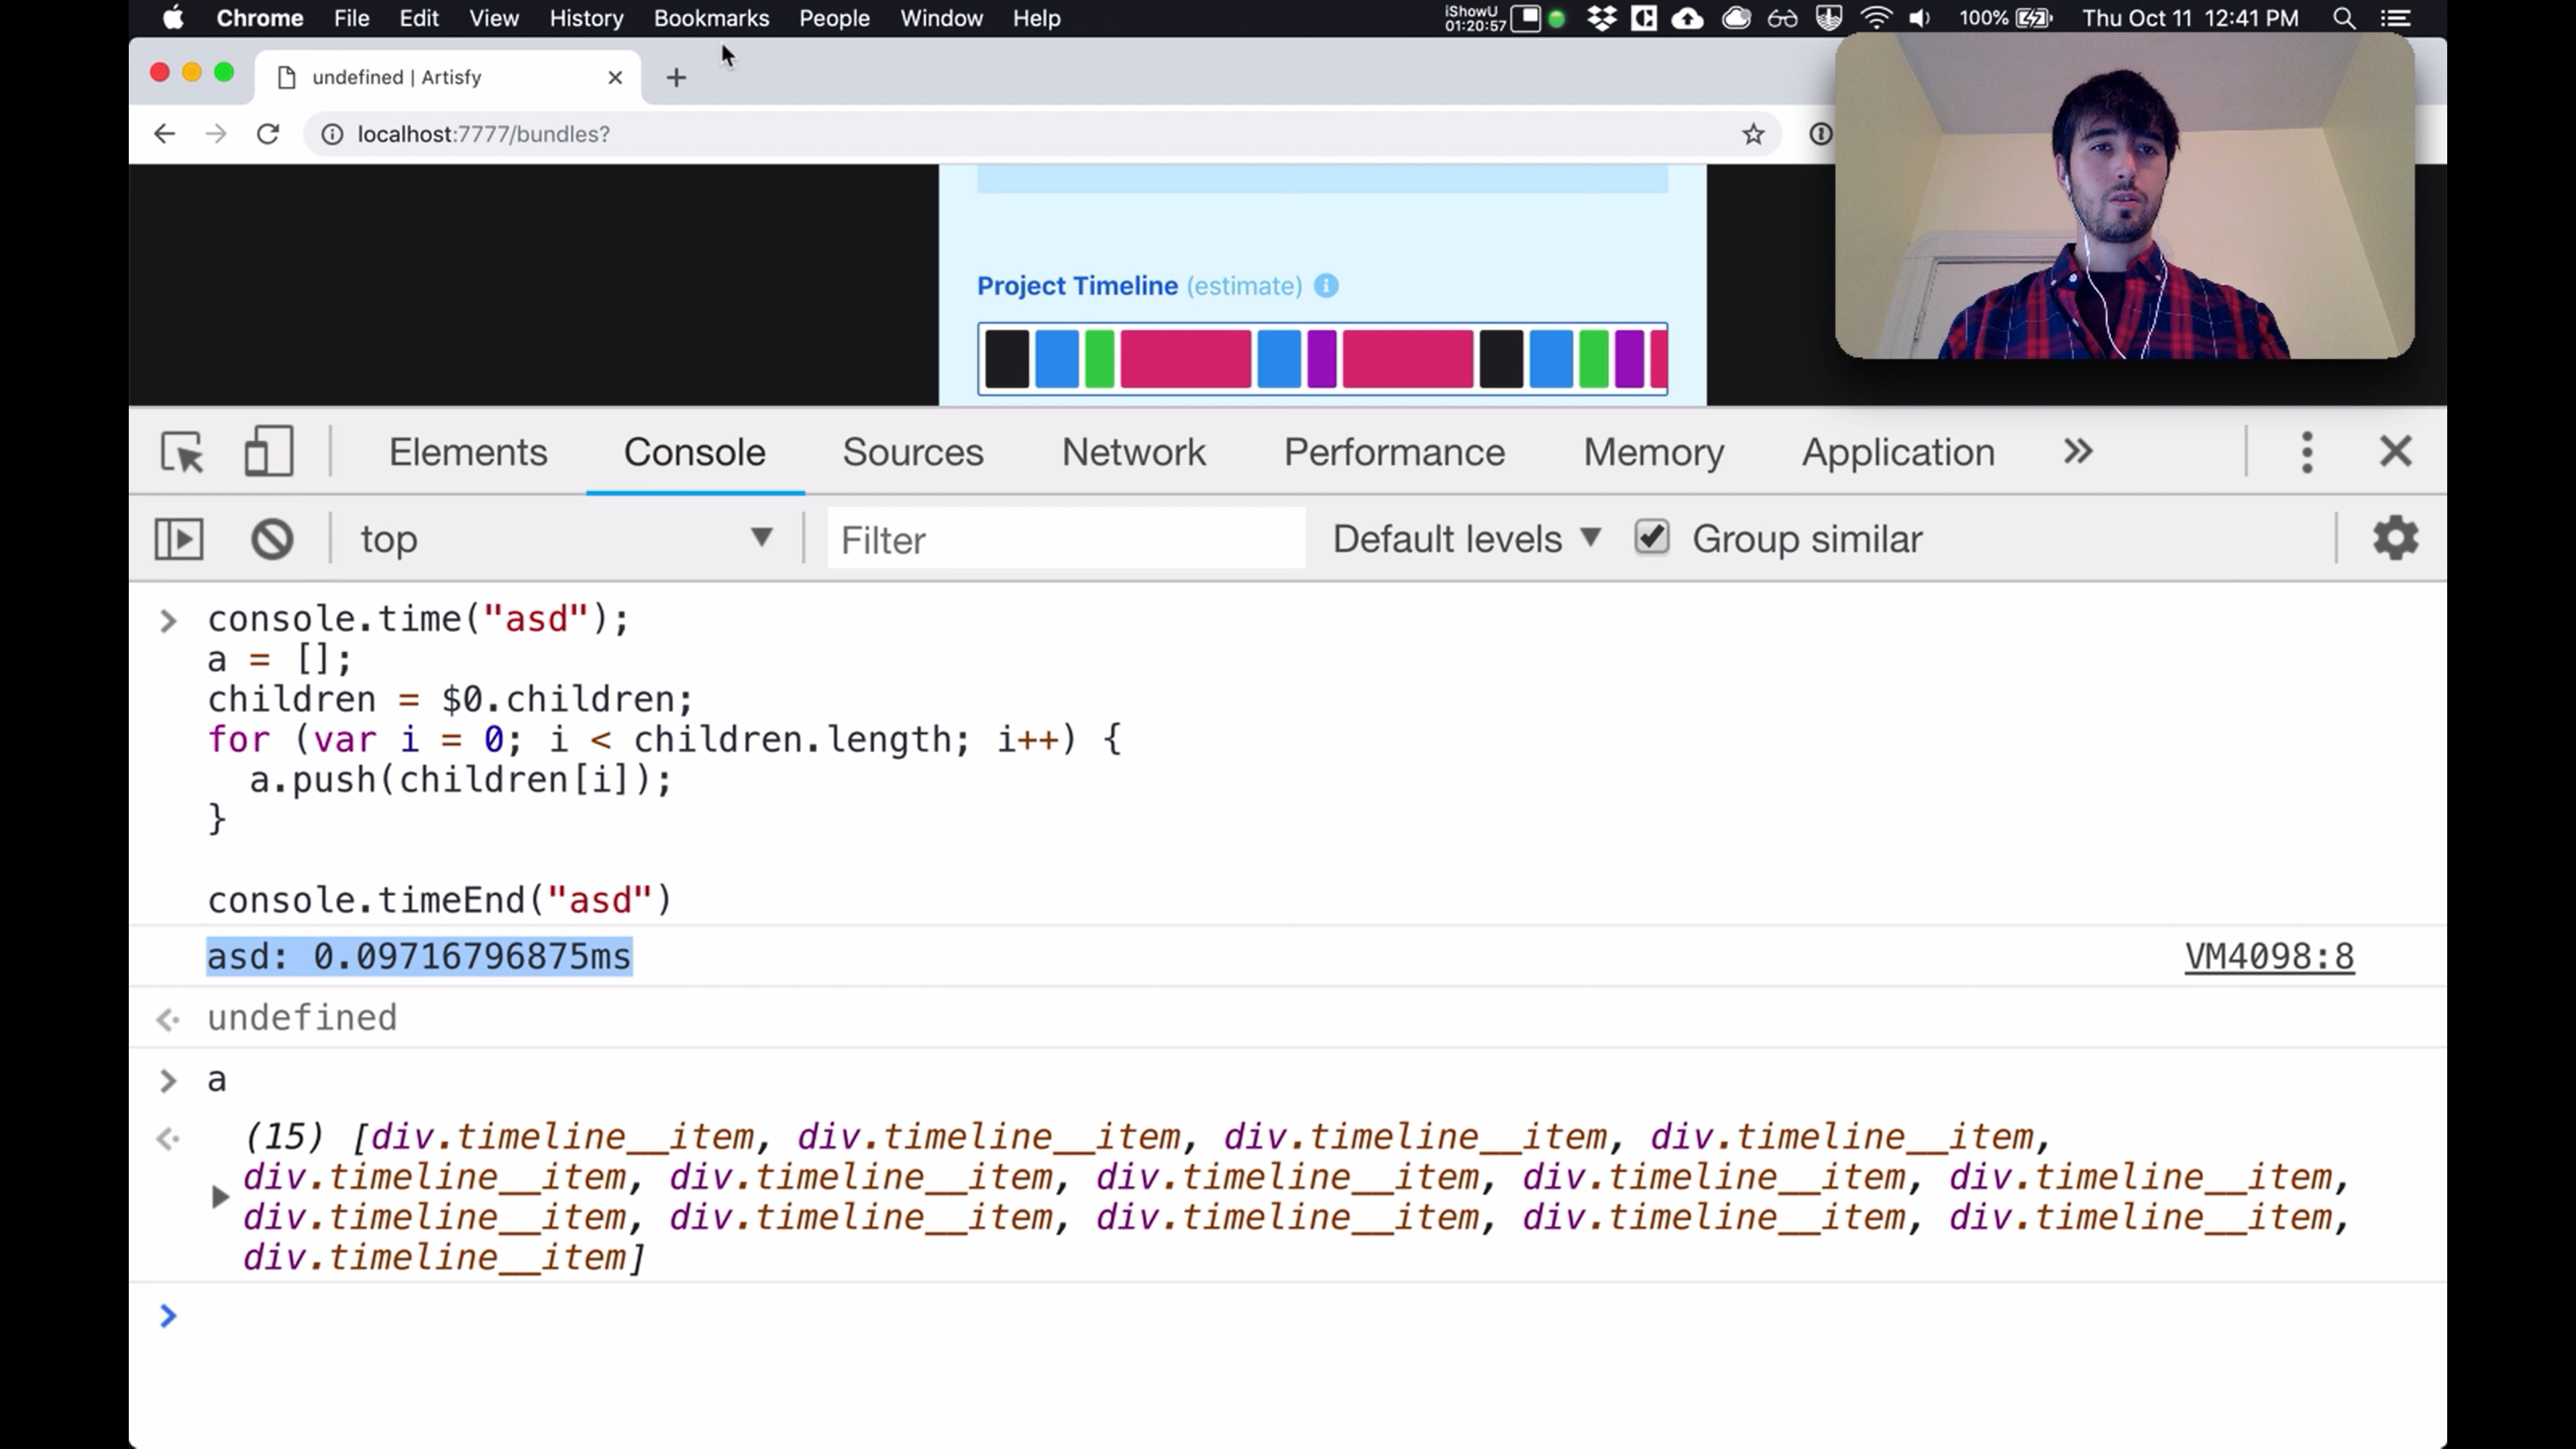 Chrome File Edit View History Bookmarks People Window Help iShowU 01:20:57 100% Thu Oct 11 12:41 PM
undefined | Artisfy
localhost:7777/bundles?
Project Timeline (estimate)
Elements Console Sources Network Performance Memory Application
top Filter Default levels Group similar
console.time("asd");
a = [];
children = $0.children;
for (var i = 0; i < children.length; i++) {
  a.push(children[i]);
}
console.timeEnd("asd")
asd: 0.09716796875ms VM4098:8
undefined
a
(15) [div.timeline__item, div.timeline__item, div.timeline__item, div.timeline__item,
div.timeline__item, div.timeline__item, div.timeline__item, div.timeline__item, div.timeline__item,
div.timeline__item, div.timeline__item, div.timeline__item, div.timeline__item, div.timeline__item,
div.timeline__item]